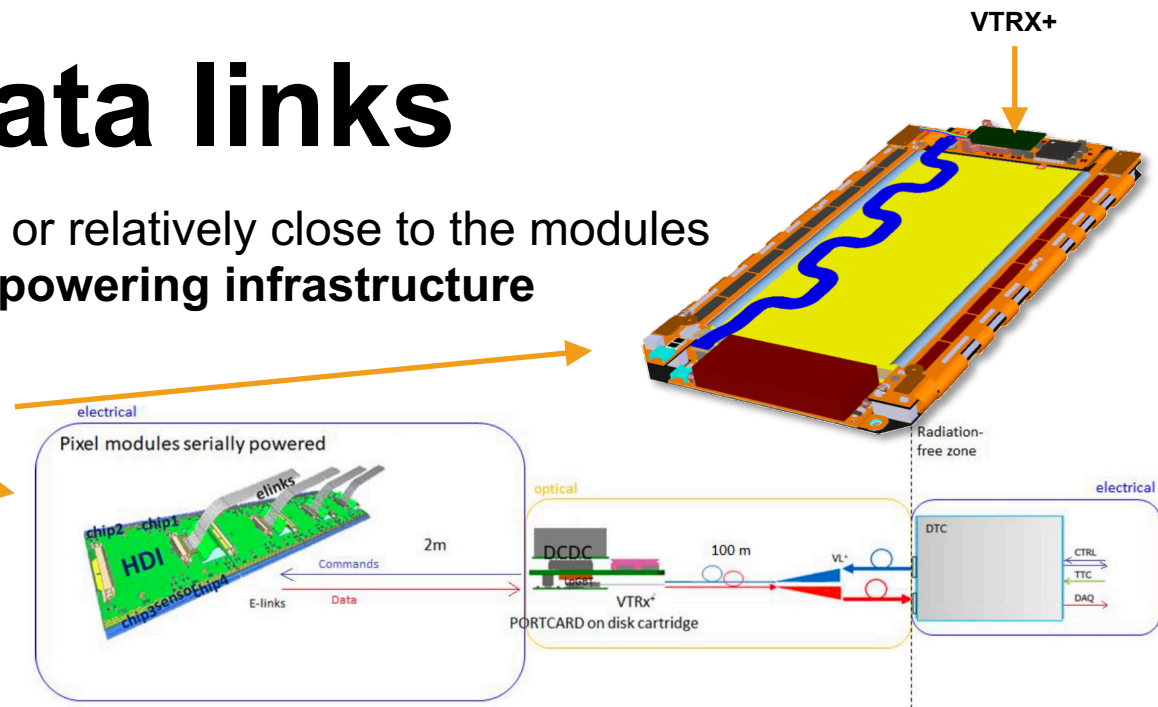 VTRX+
ata links
or relatively close to the modules
powering infrastructure
electrical
Pixel modules serially powered
elinks
chip2 chip1
HDI
chip3 sensor chip4
2m
Commands
E-links
Data
optical
DCDC
LpGBT
100 m
VL+
VTRx+
PORTCARD on disk cartridge
Radiation-
free zone
electrical
DTC
CTRL
TTC
DAQ